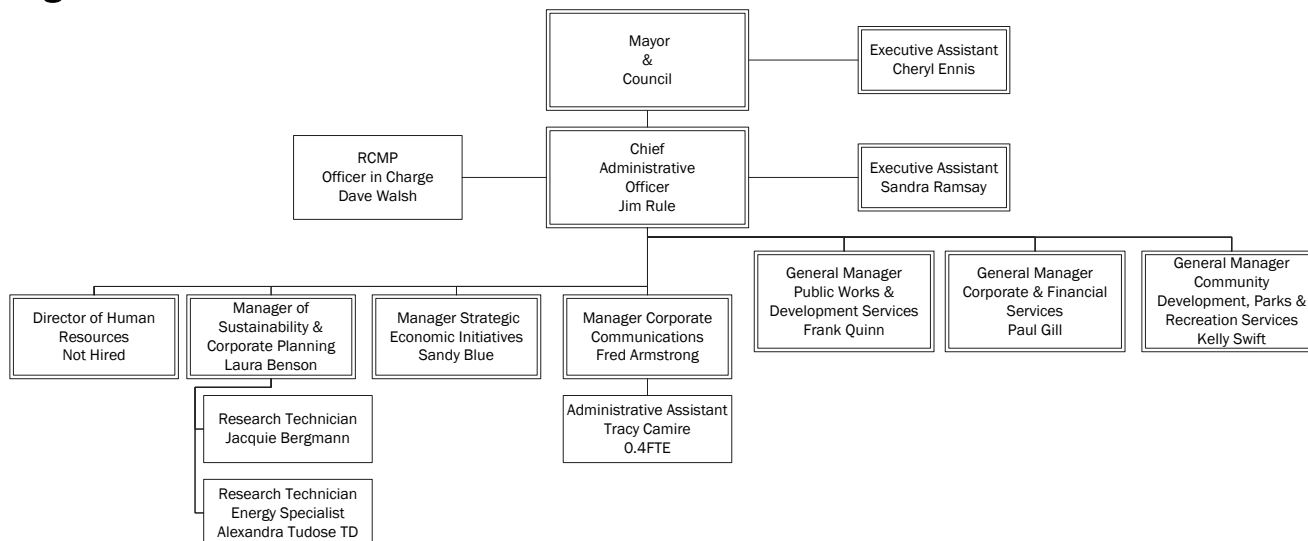 Mayor
&
Council
Executive Assistant
Cheryl Ennis
RCMP
Officer in Charge
Dave Walsh
Chief
Administrative
Officer
Jim Rule
Executive Assistant
Sandra Ramsay
General Manager
Public Works &
Development Services
Frank Quinn
General Manager
Corporate & Financial
Services
Paul Gill
General Manager
Community
Development, Parks &
Recreation Services
Kelly Swift
Director of Human
Resources
Not Hired
Manager of
Sustainability &
Corporate Planning
Laura Benson
Manager Strategic
Economic Initiatives
Sandy Blue
Manager Corporate
Communications
Fred Armstrong
Research Technician
Jacquie Bergmann
Administrative Assistant
Tracy Camire
0.4FTE
Research Technician
Energy Specialist
Alexandra Tudose TD